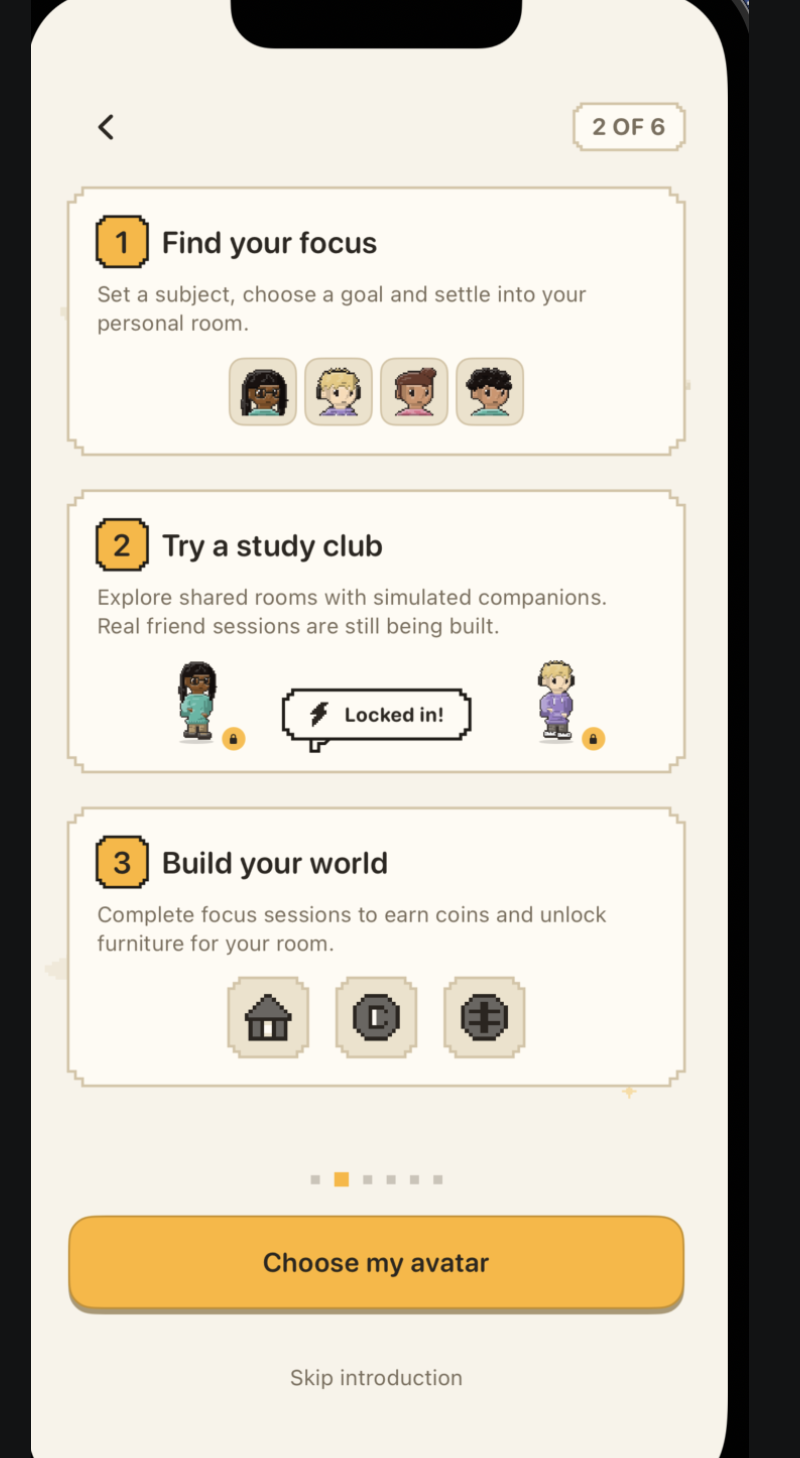 2 OF 6
1 Find your focus
Set a subject, choose a goal and settle into your
personal room.
2 Try a study club
Explore shared rooms with simulated companions.
Real friend sessions are still being built.
Locked in!
3 Build your world
Complete focus sessions to earn coins and unlock
furniture for your room.
Choose my avatar
Skip introduction